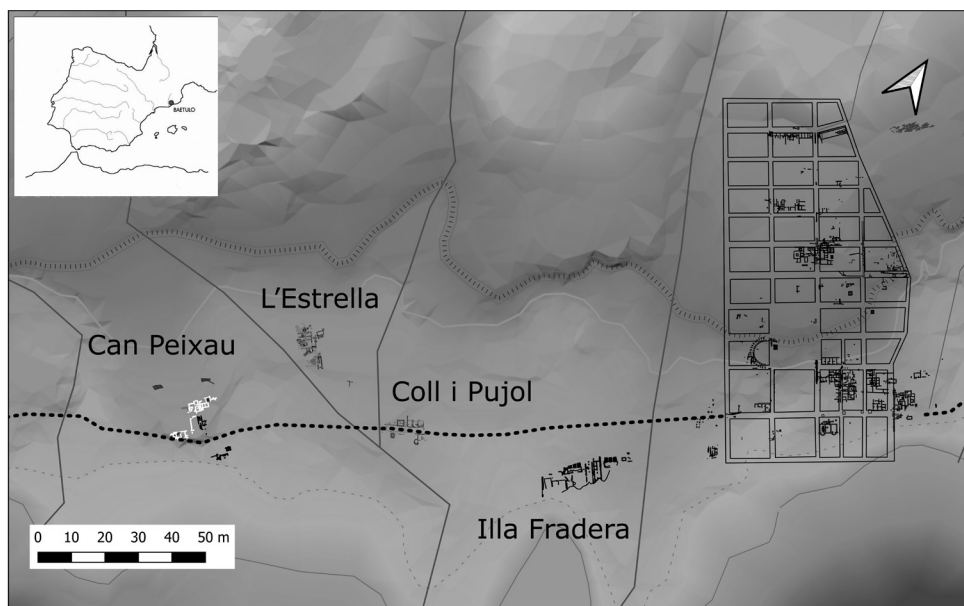 BAETULO
L'Estrella
Can Peixau
Coll i Pujol
Illa Fradera
0 10 20 30 40 50 m